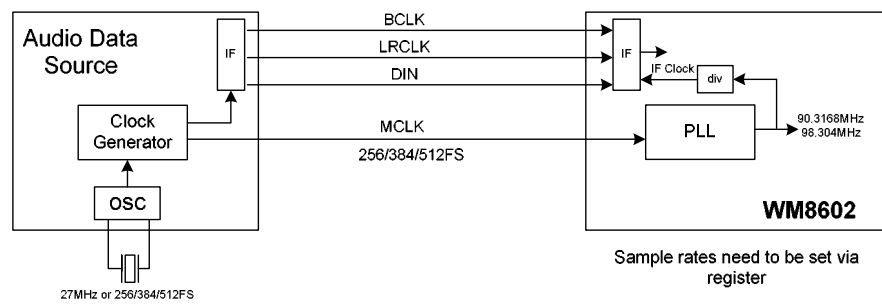 Audio Data
Source
IF
BCLK
LRCLK
DIN
IF
IF Clock
div
Clock
Generator
MCLK
256/384/512FS
PLL
90.3168MHz
98.304MHz
OSC
WM8602
27MHz or 256/384/512FS
Sample rates need to be set via
register